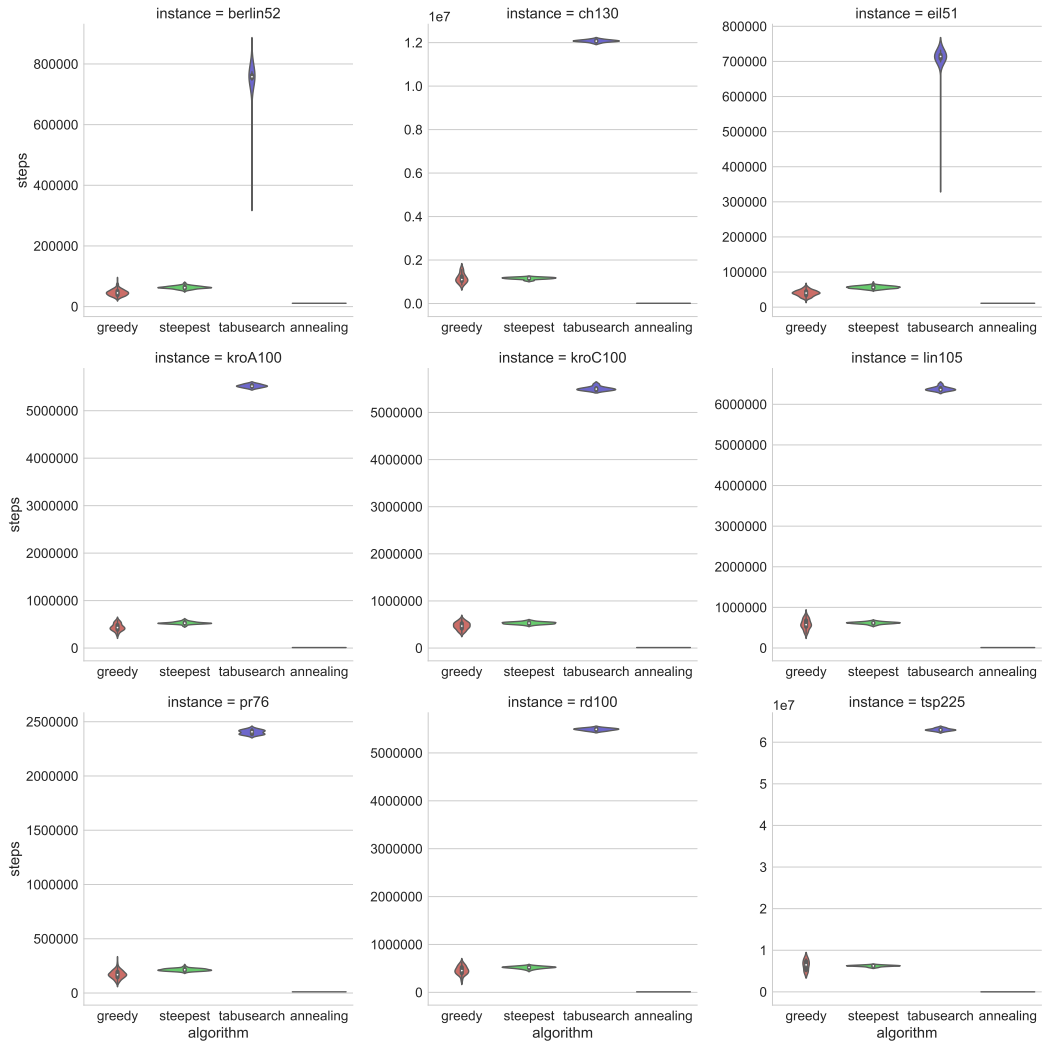 instance = berlin52
800000
600000
400000
200000
0
steps
greedy steepest tabusearch annealing
instance = ch130
1e7
1.2
1.0
0.8
0.6
0.4
0.2
0.0
greedy steepest tabusearch annealing
instance = eil51
800000
700000
600000
500000
400000
300000
200000
100000
0
greedy steepest tabusearch annealing
instance = kroA100
5000000
4000000
3000000
2000000
1000000
0
steps
greedy steepest tabusearch annealing
instance = kroC100
5000000
4000000
3000000
2000000
1000000
0
greedy steepest tabusearch annealing
instance = lin105
6000000
5000000
4000000
3000000
2000000
1000000
0
greedy steepest tabusearch annealing
instance = pr76
2500000
2000000
1500000
1000000
500000
0
steps
greedy steepest tabusearch annealing
algorithm
instance = rd100
5000000
4000000
3000000
2000000
1000000
0
greedy steepest tabusearch annealing
algorithm
instance = tsp225
1e7
6
5
4
3
2
1
0
greedy steepest tabusearch annealing
algorithm